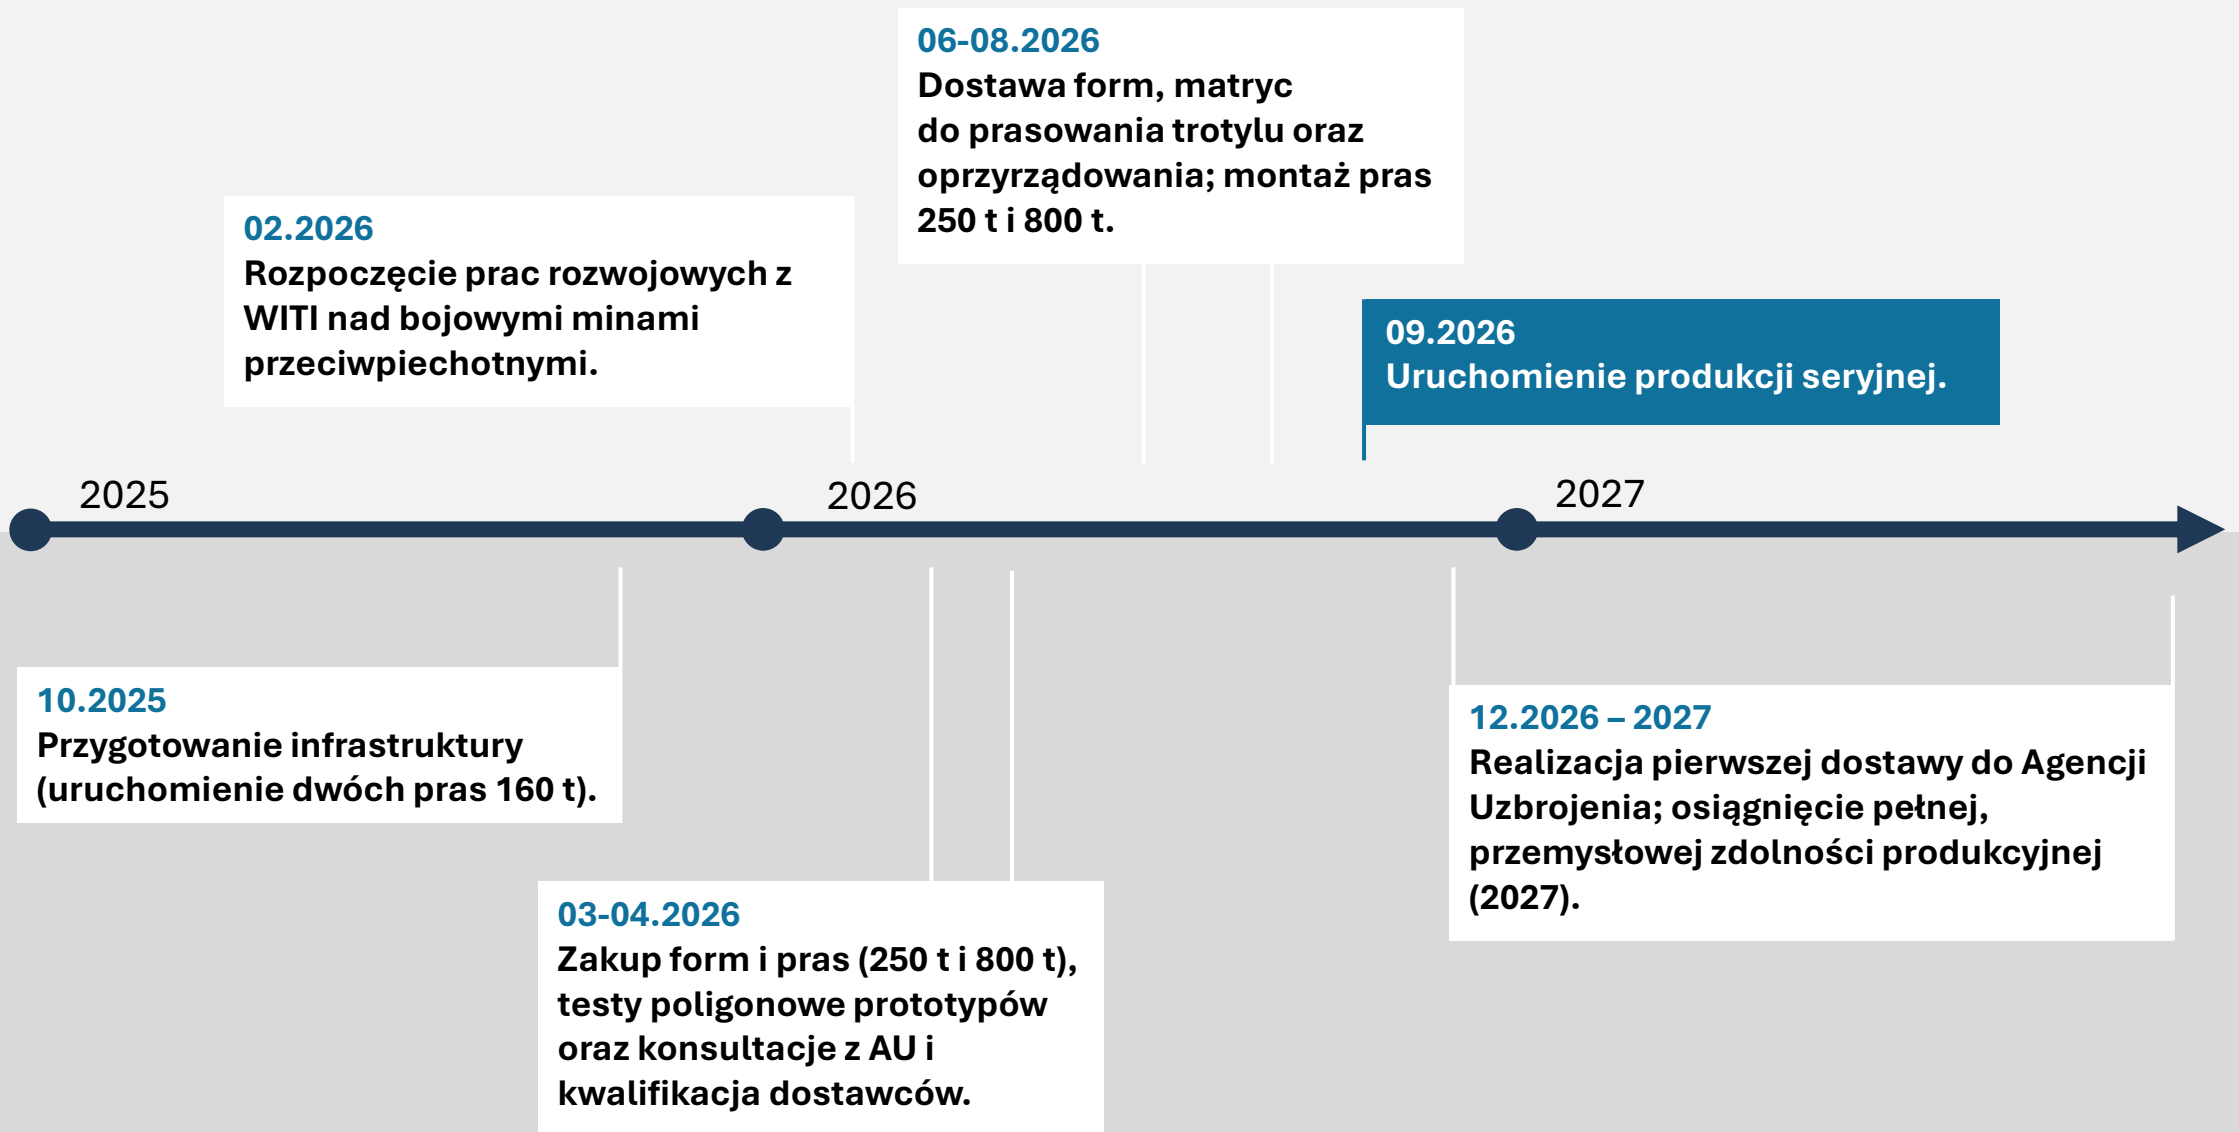 06-08.2026
Dostawa form, matryc
do prasowania trotylu oraz
oprzyrządowania; montaż pras
250 t i 800 t.
02.2026
Rozpoczęcie prac rozwojowych z
WITI nad bojowymi minami
przeciwpiechotnymi.
09.2026
Uruchomienie produkcji seryjnej.
2025
2026
2027
10.2025
Przygotowanie infrastruktury
(uruchomienie dwóch pras 160 t).
12.2026 – 2027
Realizacja pierwszej dostawy do Agencji
Uzbrojenia; osiągnięcie pełnej,
przemysłowej zdolności produkcyjnej
(2027).
03-04.2026
Zakup form i pras (250 t i 800 t),
testy poligonowe prototypów
oraz konsultacje z AU i
kwalifikacja dostawców.